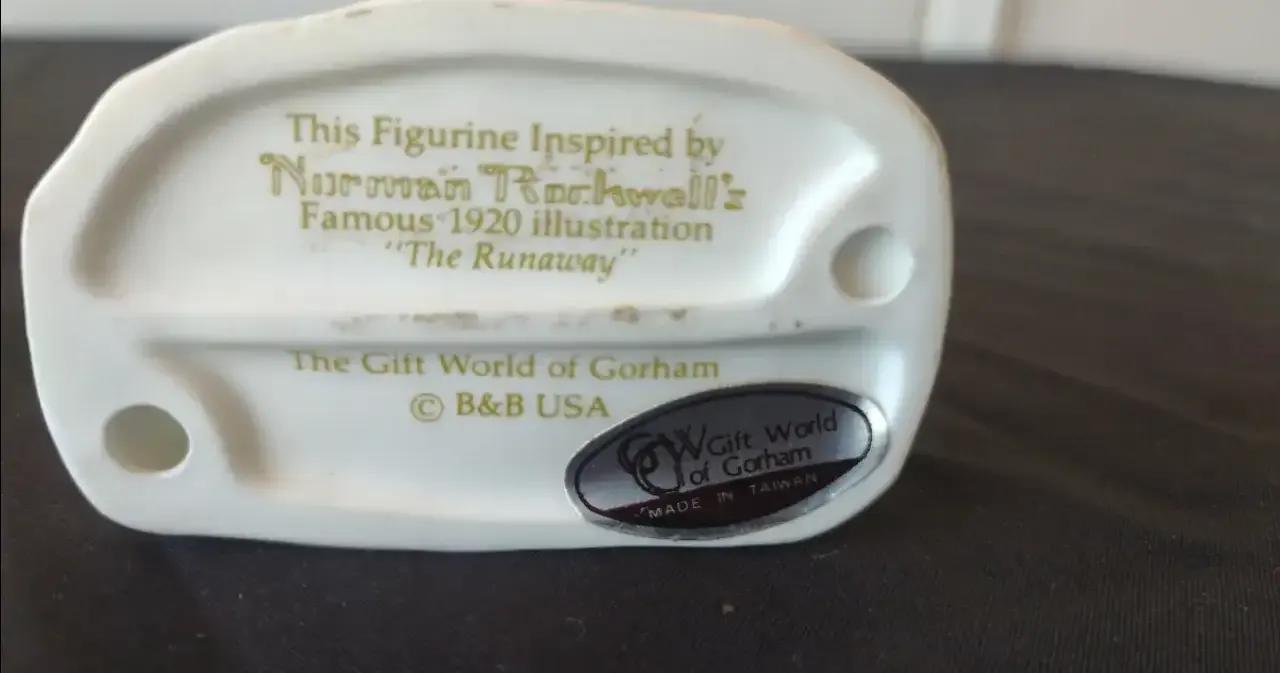 This Figurine Inspired by
Norman Rockwell's
Famous 1920 illustration
"The Runaway"
The Gift World of Gorham
© B&B USA
GW Gift World
of Gorham
MADE IN TAIWAN